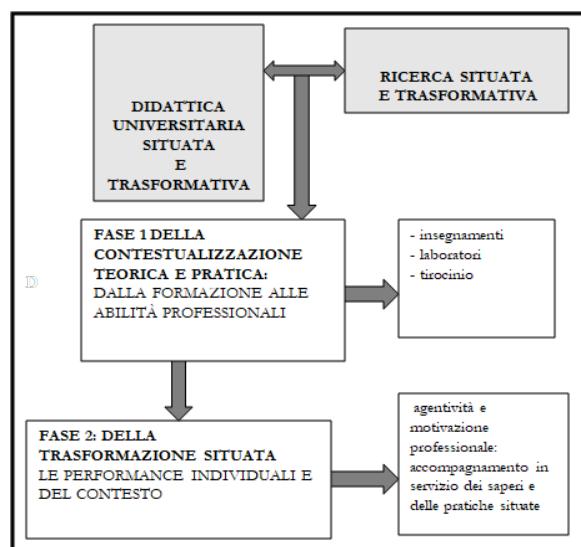 DIDATTICA
UNIVERSITARIA
SITUATA
E
TRASFORMATIVA
RICERCA SITUATA
E TRASFORMATIVA
FASE 1 DELLA
CONTESTUALIZZAZIONE
TEORICA E PRATICA:
DALLA FORMAZIONE ALLE
ABILITÀ PROFESSIONALI
- insegnamenti
- laboratori
- tirocinio
D
FASE 2: DELLA
TRASFORMAZIONE SITUATA
LE PERFORMANCE INDIVIDUALI E
DEL CONTESTO
agentività e
motivazione
professionale:
accompagnamento in
servizio dei saperi e
delle pratiche situate